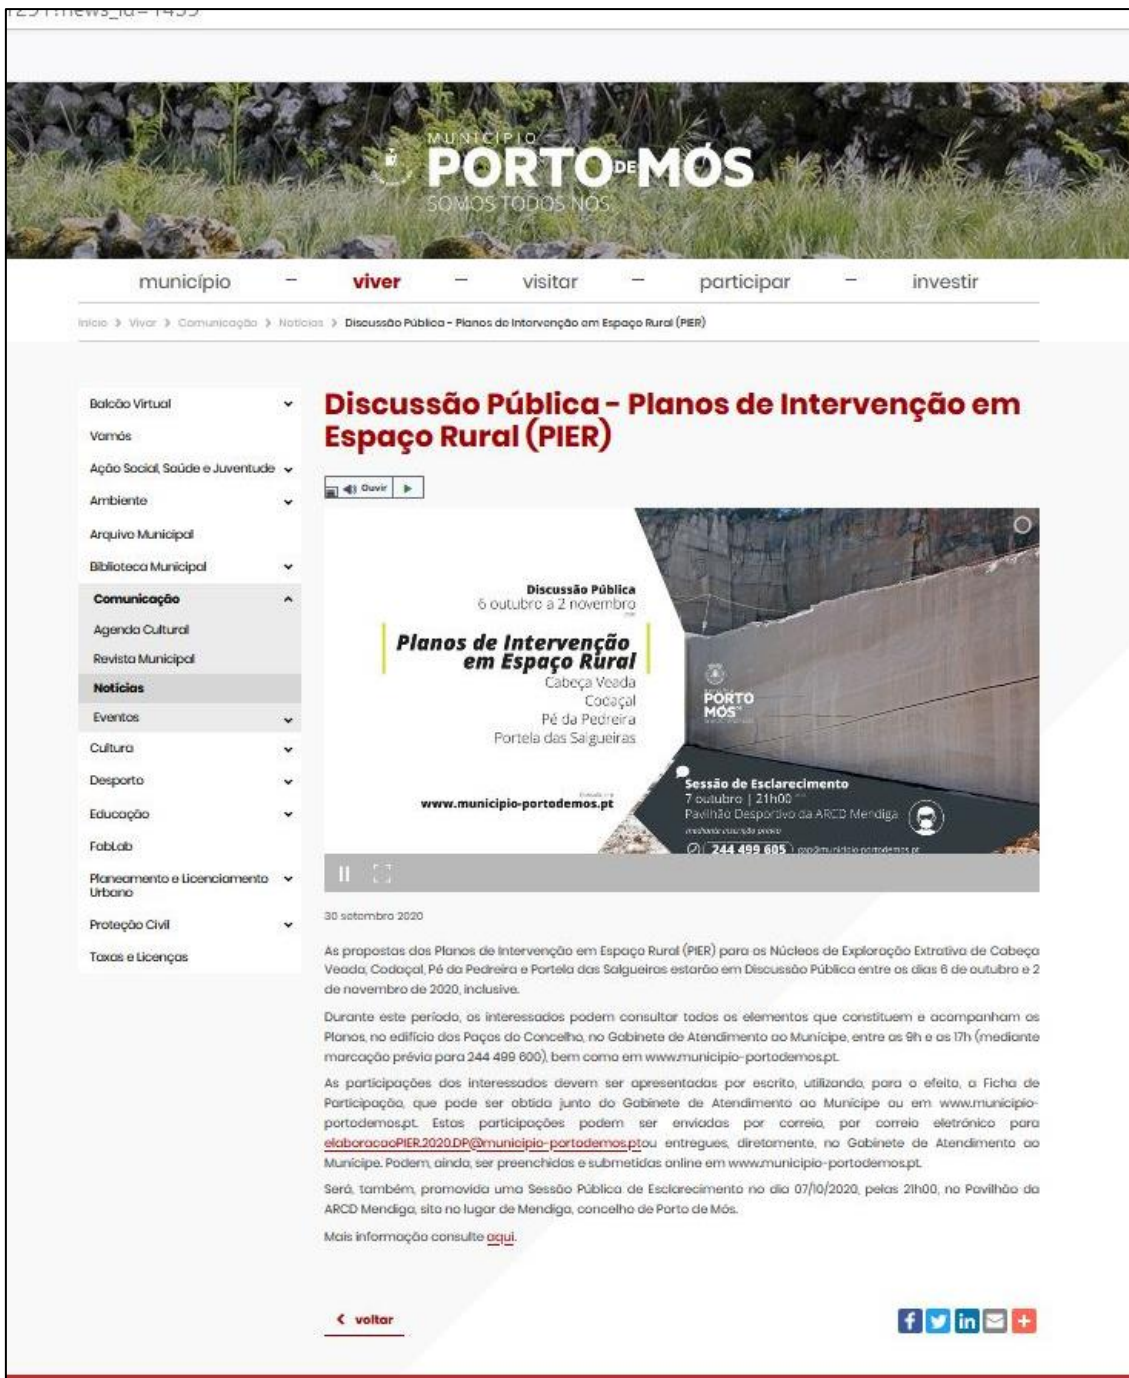 MUNICÍPIO
PORTO DE MÓS
SOMOS TODOS NÓS
município – viver – visitar – participar – investir
Início > Viver > Comunicação > Notícias > Discussão Pública - Planos de Intervenção em Espaço Rural (PIER)
Balcão Virtual
Vamós
Ação Social, Saúde e Juventude
Ambiente
Arquivo Municipal
Biblioteca Municipal
Comunicação
Agenda Cultural
Revista Municipal
Notícias
Eventos
Cultura
Desporto
Educação
FabLab
Planeamento e Licenciamento
Urbano
Proteção Civil
Taxas e Licenças
Discussão Pública - Planos de Intervenção em
Espaço Rural (PIER)
Ouvir
Discussão Pública
6 outubro a 2 novembro
Planos de Intervenção
em Espaço Rural
Cabeça Veada
Codaçal
Pé da Pedreira
Portela das Salgueiras
www.municipio-portodemos.pt
PORTO
MÓS
Sessão de Esclarecimento
7 outubro | 21h00
Pavilhão Desportivo da ARCD Mendiga
mediante inscrição prévia
244 499 605 | gap@municipio-portodemos.pt
30 setembro 2020
As propostas dos Planos de Intervenção em Espaço Rural (PIER) para os Núcleos de Exploração Extrativa de Cabeça
Veada, Codaçal, Pé da Pedreira e Portela das Salgueiras estarão em Discussão Pública entre os dias 6 de outubro e 2
de novembro de 2020, inclusive.
Durante este período, os interessados podem consultar todos os elementos que constituem e acompanham os
Planos, no edifício dos Paços do Concelho, no Gabinete de Atendimento ao Munícipe, entre as 9h e as 17h (mediante
marcação prévia para 244 499 600), bem como em www.municipio-portodemos.pt.
As participações dos interessados devem ser apresentadas por escrito, utilizando, para o efeito, a Ficha de
Participação, que pode ser obtida junto do Gabinete de Atendimento ao Munícipe ou em www.municipio-
portodemos.pt. Estas participações podem ser enviadas por correio, por correio eletrónico para
elaboracaoPIER.2020.DP@municipio-portodemos.ptou entregues, diretamente, no Gabinete de Atendimento ao
Munícipe. Podem, ainda, ser preenchidas e submetidas online em www.municipio-portodemos.pt.
Será, também, promovida uma Sessão Pública de Esclarecimento no dia 07/10/2020, pelas 21h00, no Pavilhão da
ARCD Mendiga, sito no lugar de Mendiga, concelho de Porto de Mós.
Mais informação consulte aqui.
voltar